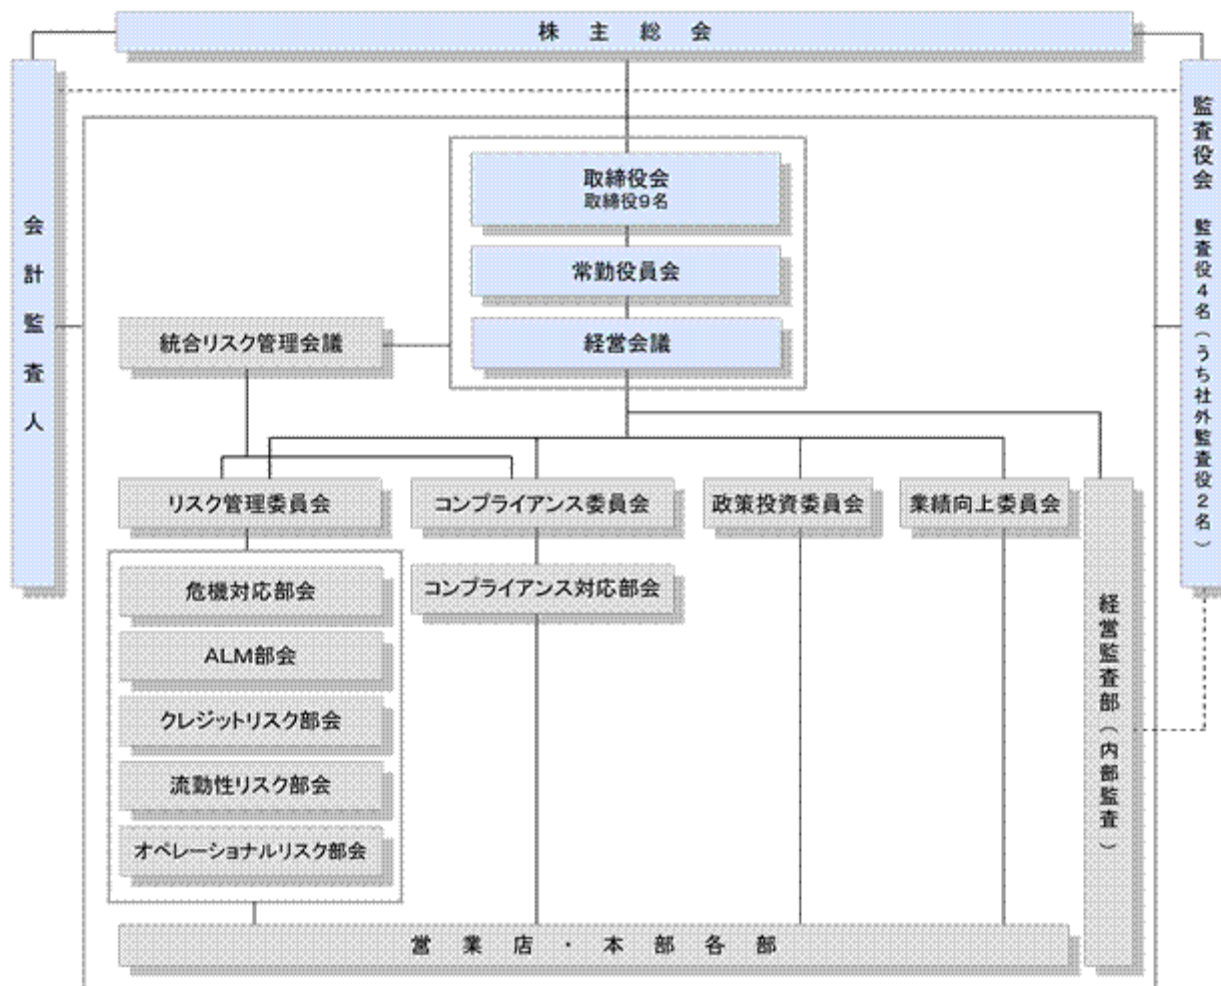 株主総会
会計監査人
監査役会 監査役4名(うち社外監査役2名)
取締役会
取締役9名
常勤役員会
経営会議
統合リスク管理会議
リスク管理委員会
コンプライアンス委員会
政策投資委員会
業績向上委員会
危機対応部会
ALM部会
クレジットリスク部会
流動性リスク部会
オペレーショナルリスク部会
コンプライアンス対応部会
経営監査部(内部監査)
営業店・本部各部